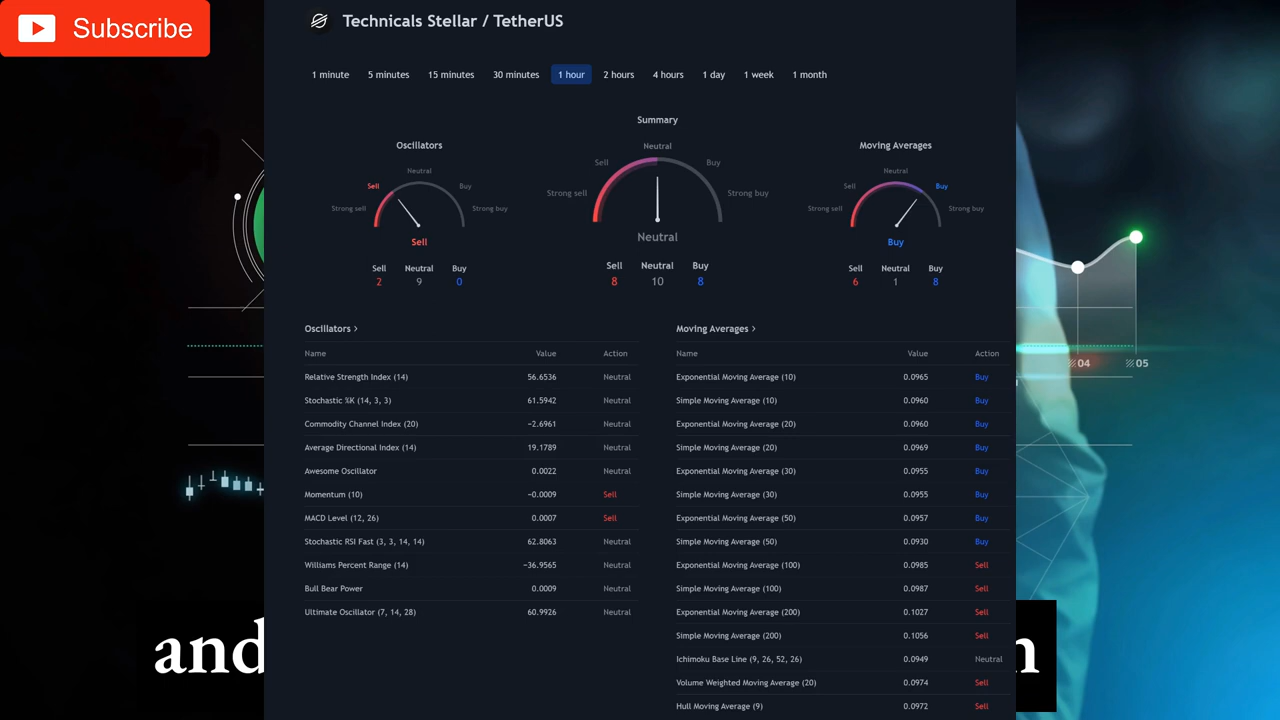 Subscribe
Technicals Stellar / TetherUS
1 minute 5 minutes 15 minutes 30 minutes 1 hour 2 hours 4 hours 1 day 1 week 1 month
Summary
Oscillators
Neutral
Sell
Buy
Strong sell
Strong buy
Sell
Sell Neutral Buy
2 9 0
Neutral
Sell
Buy
Strong sell
Strong buy
Neutral
Sell Neutral Buy
8 10 8
Moving Averages
Neutral
Sell
Buy
Strong sell
Strong buy
Buy
Sell Neutral Buy
6 1 8
Oscillators >
Name Value Action
Relative Strength Index (14) 56.6536 Neutral
Stochastic %K (14, 3, 3) 61.5942 Neutral
Commodity Channel Index (20) −2.6961 Neutral
Average Directional Index (14) 19.1789 Neutral
Awesome Oscillator 0.0022 Neutral
Momentum (10) −0.0009 Sell
MACD Level (12, 26) 0.0007 Sell
Stochastic RSI Fast (3, 3, 14, 14) 62.8063 Neutral
Williams Percent Range (14) −36.9565 Neutral
Bull Bear Power 0.0009 Neutral
Ultimate Oscillator (7, 14, 28) 60.9926 Neutral
Moving Averages >
Name Value Action
Exponential Moving Average (10) 0.0965 Buy
Simple Moving Average (10) 0.0960 Buy
Exponential Moving Average (20) 0.0960 Buy
Simple Moving Average (20) 0.0969 Buy
Exponential Moving Average (30) 0.0955 Buy
Simple Moving Average (30) 0.0955 Buy
Exponential Moving Average (50) 0.0957 Buy
Simple Moving Average (50) 0.0930 Buy
Exponential Moving Average (100) 0.0985 Sell
Simple Moving Average (100) 0.0987 Sell
Exponential Moving Average (200) 0.1027 Sell
Simple Moving Average (200) 0.1056 Sell
Ichimoku Base Line (9, 26, 52, 26) 0.0949 Neutral
Volume Weighted Moving Average (20) 0.0974 Sell
Hull Moving Average (9) 0.0972 Sell
04 05
and